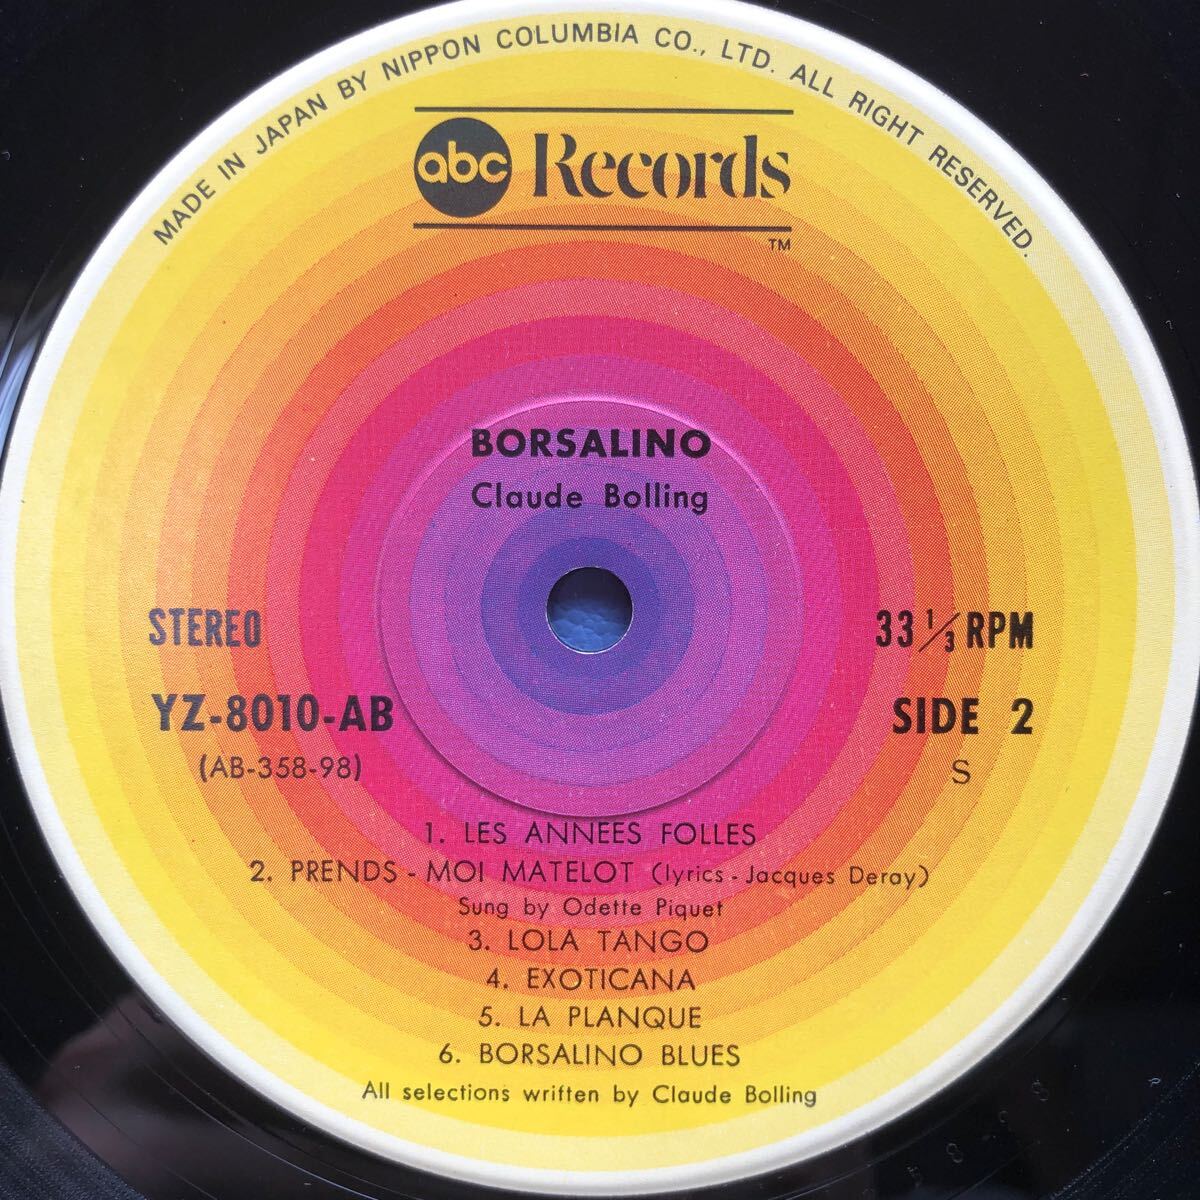 MADE IN JAPAN BY NIPPON COLUMBIA CO., LTD. ALL RIGHT RESERVED.
abc Records
TM
BORSALINO
Claude Bolling
STEREO
33 1/3 RPM
YZ-8010-AB
SIDE 2
(AB-358-98)
S
1. LES ANNEES FOLLES
2. PRENDS - MOI MATELOT (lyrics - Jacques Deray)
Sung by Odette Piquet
3. LOLA TANGO
4. EXOTICANA
5. LA PLANQUE
6. BORSALINO BLUES
All selections written by Claude Bolling